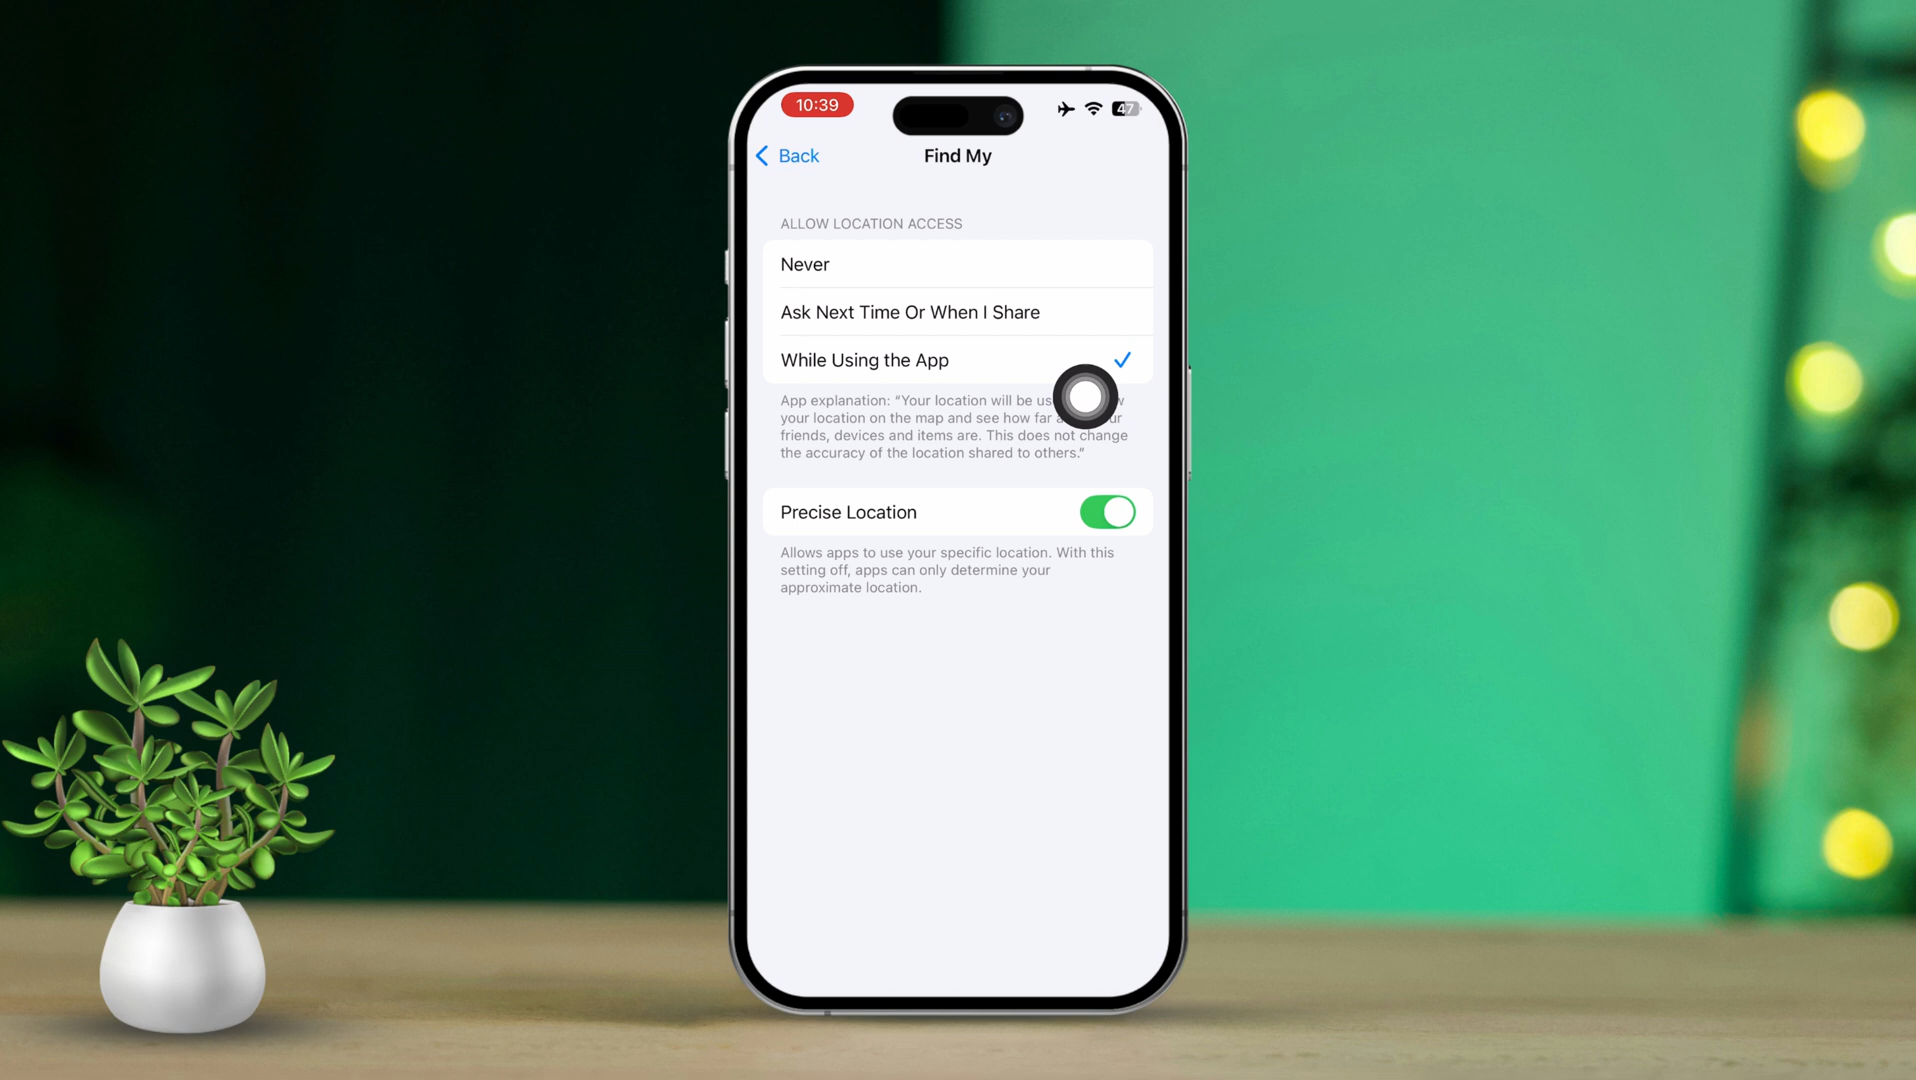 10:39
47
Back
Find My
ALLOW LOCATION ACCESS
Never
Ask Next Time Or When I Share
While Using the App
App explanation: “Your location will be us
your location on the map and see how far
friends, devices and items are. This does not change
the accuracy of the location shared to others.”
Precise Location
Allows apps to use your specific location. With this
setting off, apps can only determine your
approximate location.